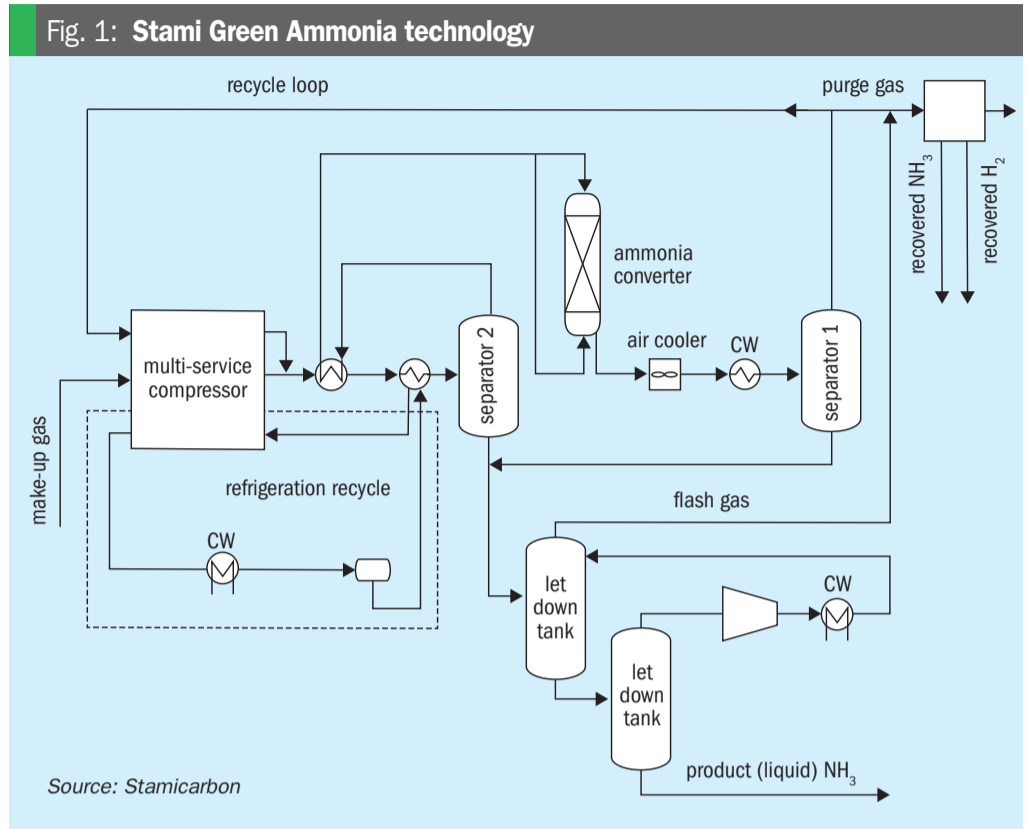 Fig. 1: Stami Green Ammonia technology
recycle loop
purge gas
recovered NH₃
recovered H₂
ammonia
converter
air cooler
CW
separator 1
separator 2
multi-service
compressor
make-up gas
refrigeration recycle
CW
flash gas
let
down
tank
CW
let
down
tank
product (liquid) NH₃
Source: Stamicarbon